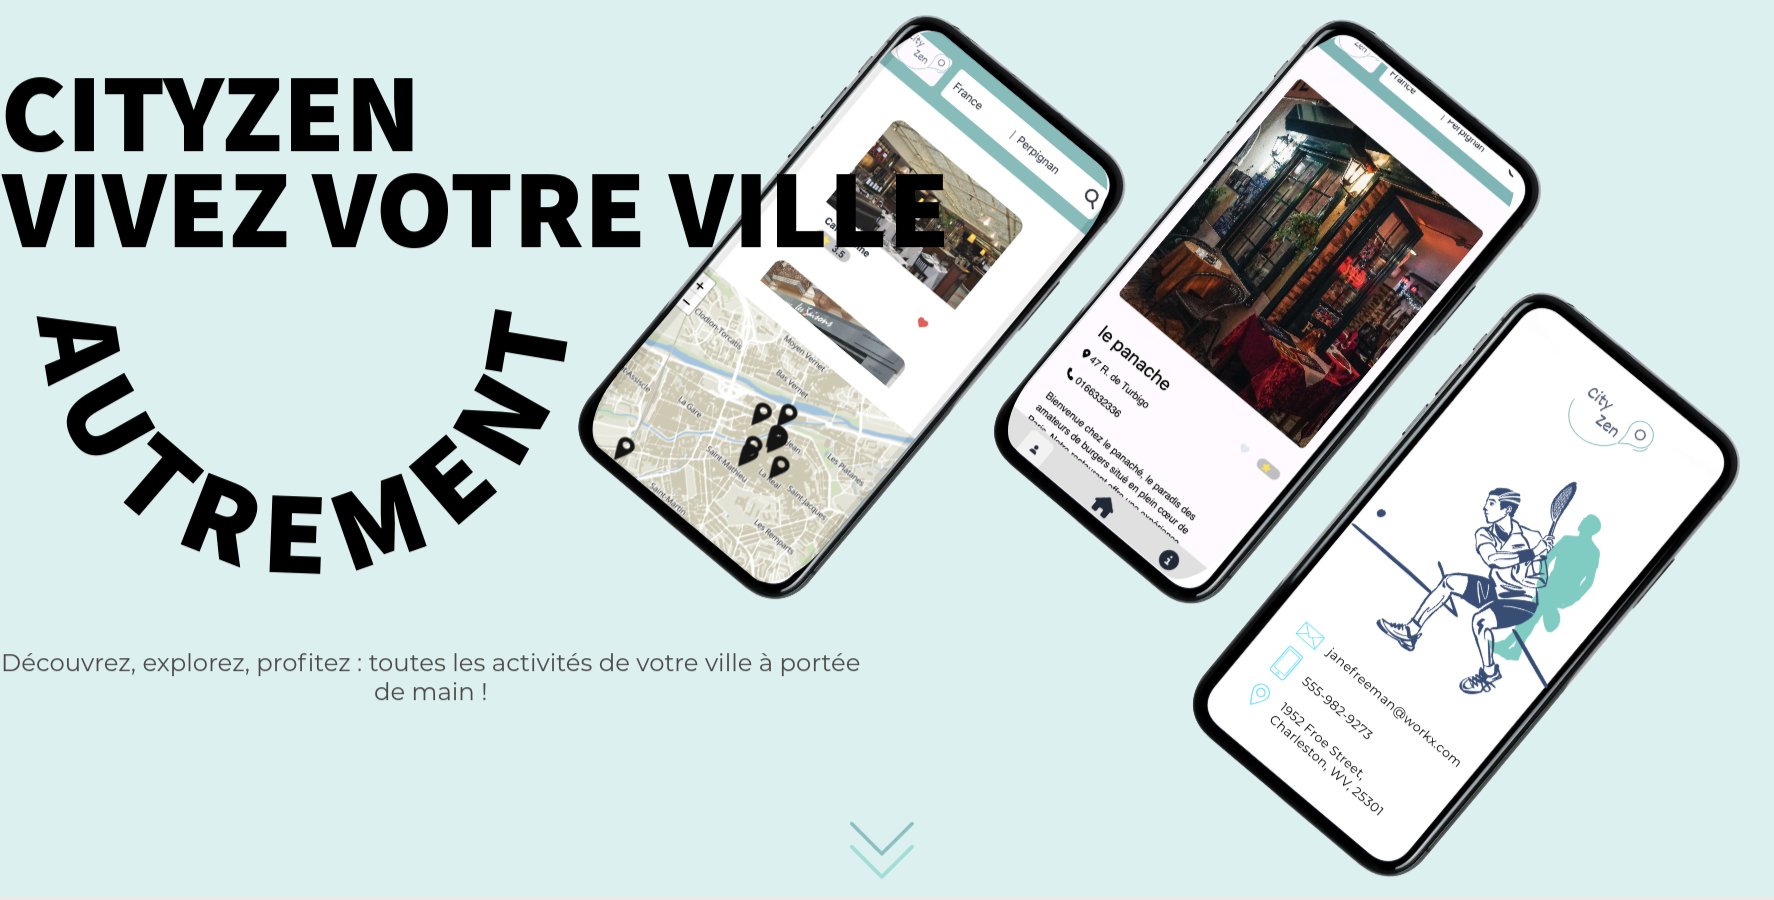 CITYZEN
VIVEZ VOTRE VILLE
AUTREMENT
Découvrez, explorez, profitez : toutes les activités de votre ville à portée
de main !
City
Zen
France
| Perpignan
3.5
les Saisons
+
−
Clodion-Torcatis
Moyen Vernet
Bas Vernet
La Gare
Saint-Mathieu
La Réal
Saint-Jacques
Les Platanes
Saint-Martin
Les Remparts
Zen
France
| Perpignan
le panache
47 R. de Turbigo
0166332336
Bienvenue chez le panaché, le paradis des
amateurs de burgers situé en plein cœur de
Paris. Notre restaurant offre une expérience
City
Zen
janefreeman@workx.com
555-982-9273
1952 Froe Street,
Charleston, WV, 25301